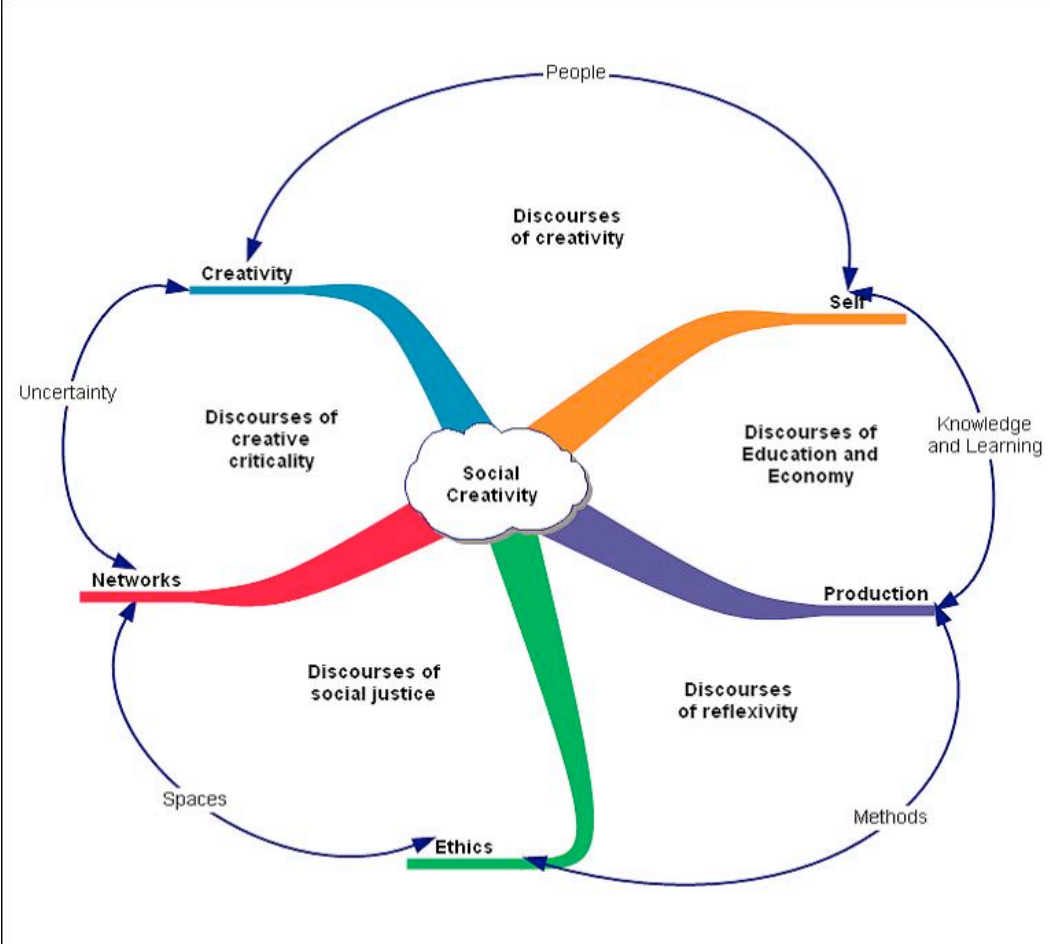 People
Discourses
of creativity
Creativity
Self
Uncertainty
Discourses of
creative
criticality
Discourses of
Education and
Economy
Knowledge
and Learning
Social
Creativity
Networks
Production
Discourses of
social justice
Discourses
of reflexivity
Spaces
Methods
Ethics